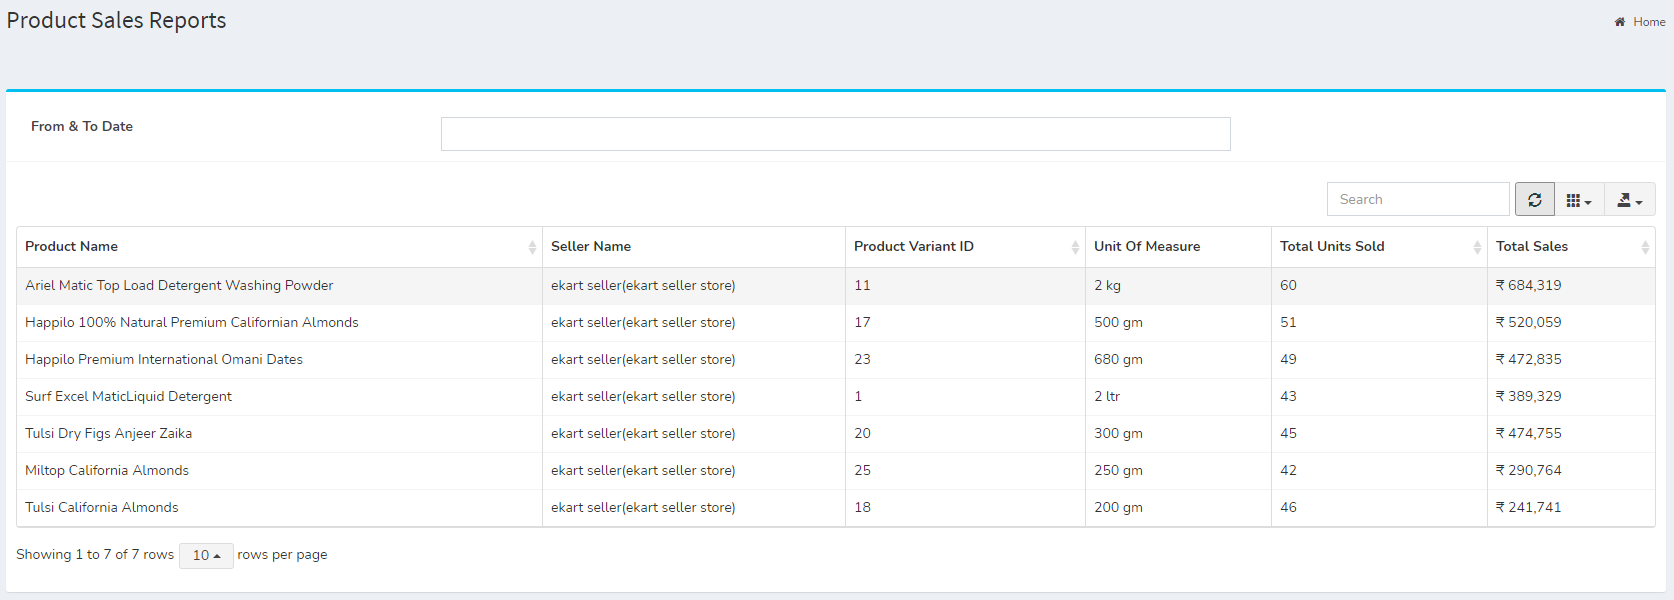 Product Sales Reports
Home
From & To Date
Search
Product Name Seller Name Product Variant ID Unit Of Measure Total Units Sold Total Sales
Ariel Matic Top Load Detergent Washing Powder ekart seller(ekart seller store) 11 2 kg 60 ₹ 684,319
Happilo 100% Natural Premium Californian Almonds ekart seller(ekart seller store) 17 500 gm 51 ₹ 520,059
Happilo Premium International Omani Dates ekart seller(ekart seller store) 23 680 gm 49 ₹ 472,835
Surf Excel MaticLiquid Detergent ekart seller(ekart seller store) 1 2 ltr 43 ₹ 389,329
Tulsi Dry Figs Anjeer Zaika ekart seller(ekart seller store) 20 300 gm 45 ₹ 474,755
Miltop California Almonds ekart seller(ekart seller store) 25 250 gm 42 ₹ 290,764
Tulsi California Almonds ekart seller(ekart seller store) 18 200 gm 46 ₹ 241,741
Showing 1 to 7 of 7 rows 10 rows per page